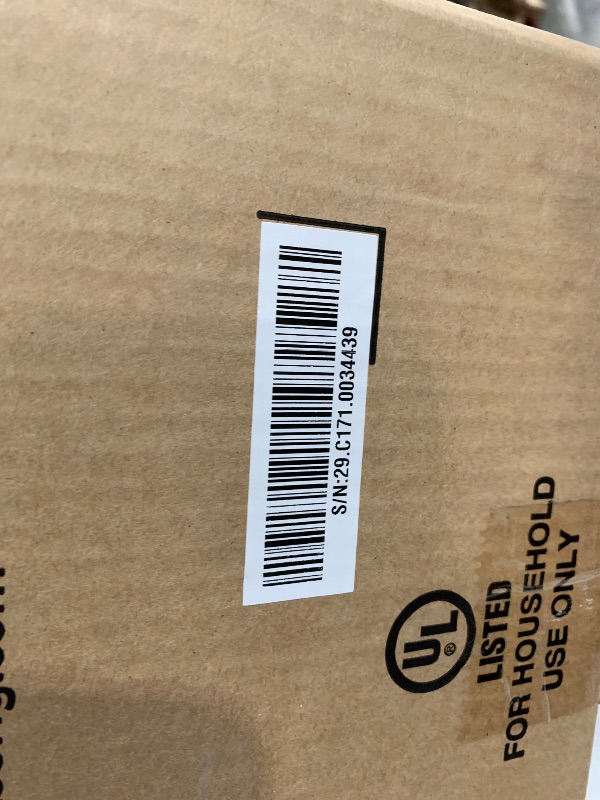 S/N:29.C171.0034439
UL®
LISTED
FOR HOUSEHOLD
USE ONLY